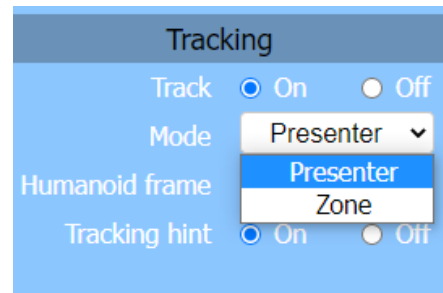 Tracking
Track On Off
Mode Presenter
Humanoid frame Presenter
Zone
Tracking hint On Off